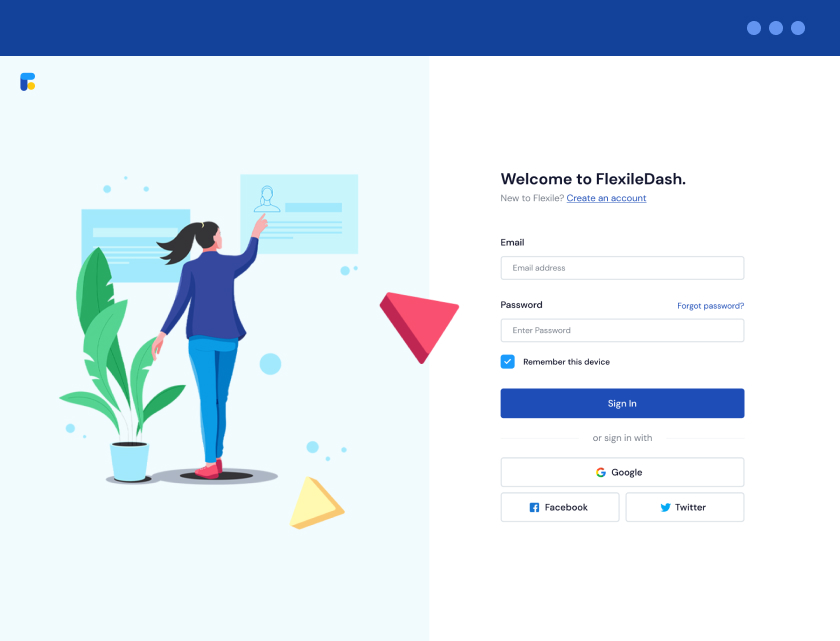 Welcome to FlexileDash.
New to Flexile? Create an account
Email
Email address
Password Forgot password?
Enter Password
Remember this device
Sign In
or sign in with
Google
Facebook Twitter